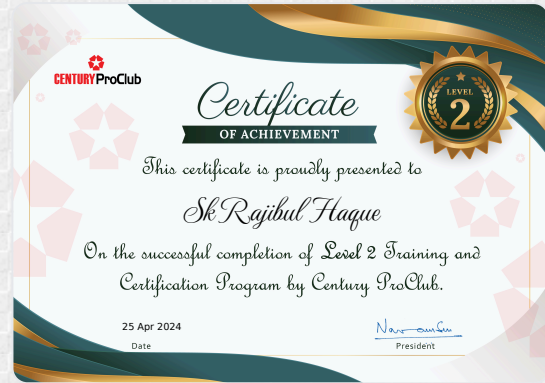 CENTURY ProClub
Certificate
OF ACHIEVEMENT
LEVEL
2
This certificate is proudly presented to
Sk Rajibul Haque
On the successful completion of Level 2 Training and
Certification Program by Century ProClub.
25 Apr 2024
Date
President